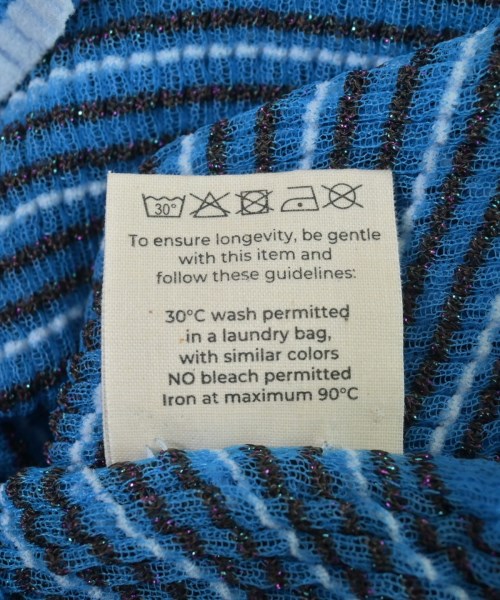 30°
To ensure longevity, be gentle
with this item and
follow these guidelines:
30°C wash permitted
in a laundry bag,
with similar colors
NO bleach permitted
Iron at maximum 90°C